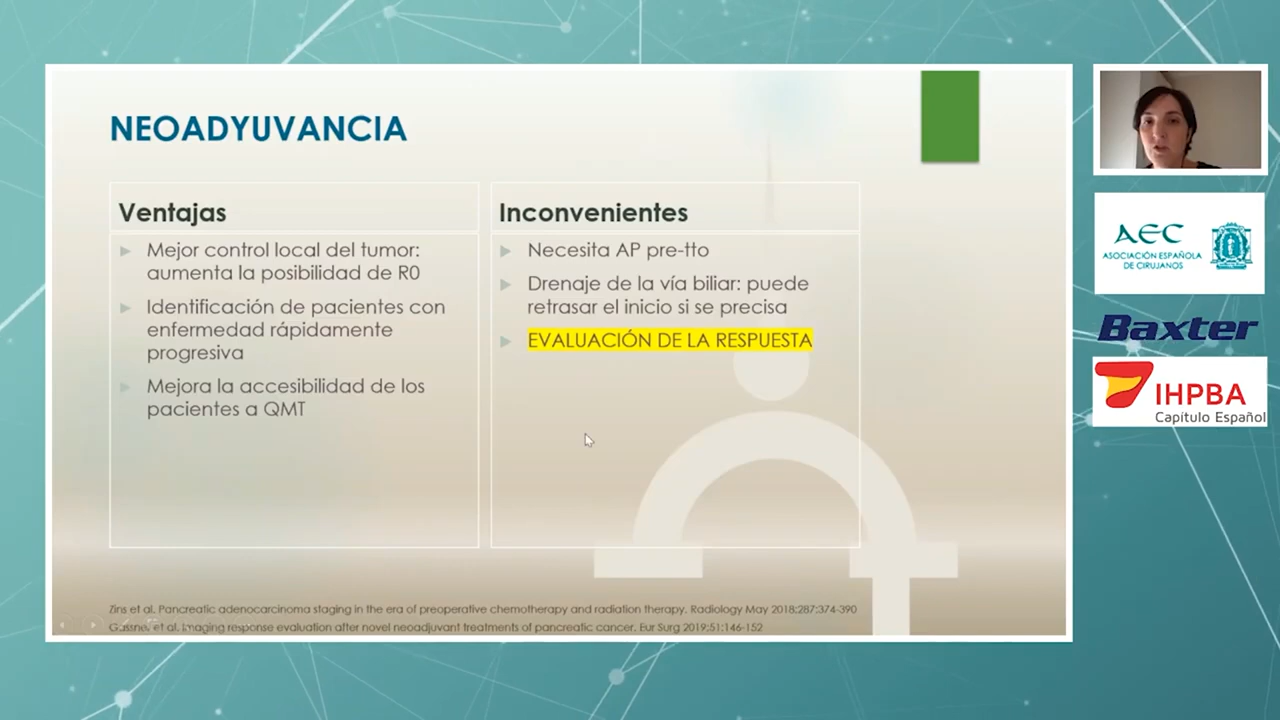 NEOADYUVANCIA
Ventajas
Mejor control local del tumor:
aumenta la posibilidad de R0
Identificación de pacientes con
enfermedad rápidamente
progresiva
Mejora la accesibilidad de los
pacientes a QMT
Inconvenientes
Necesita AP pre-tto
Drenaje de la vía biliar: puede
retrasar el inicio si se precisa
EVALUACIÓN DE LA RESPUESTA
Zins et al. Pancreatic adenocarcinoma staging in the era of preoperative chemotherapy and radiation therapy. Radiology May 2018;287:374-390
Gassner et al. Imaging response evaluation after novel neoadjuvant treatments of pancreatic cancer. Eur Surg 2019;51:146-152
AEC
ASOCIACIÓN ESPAÑOLA
DE CIRUJANOS
Baxter
IHPBA
Capítulo Español